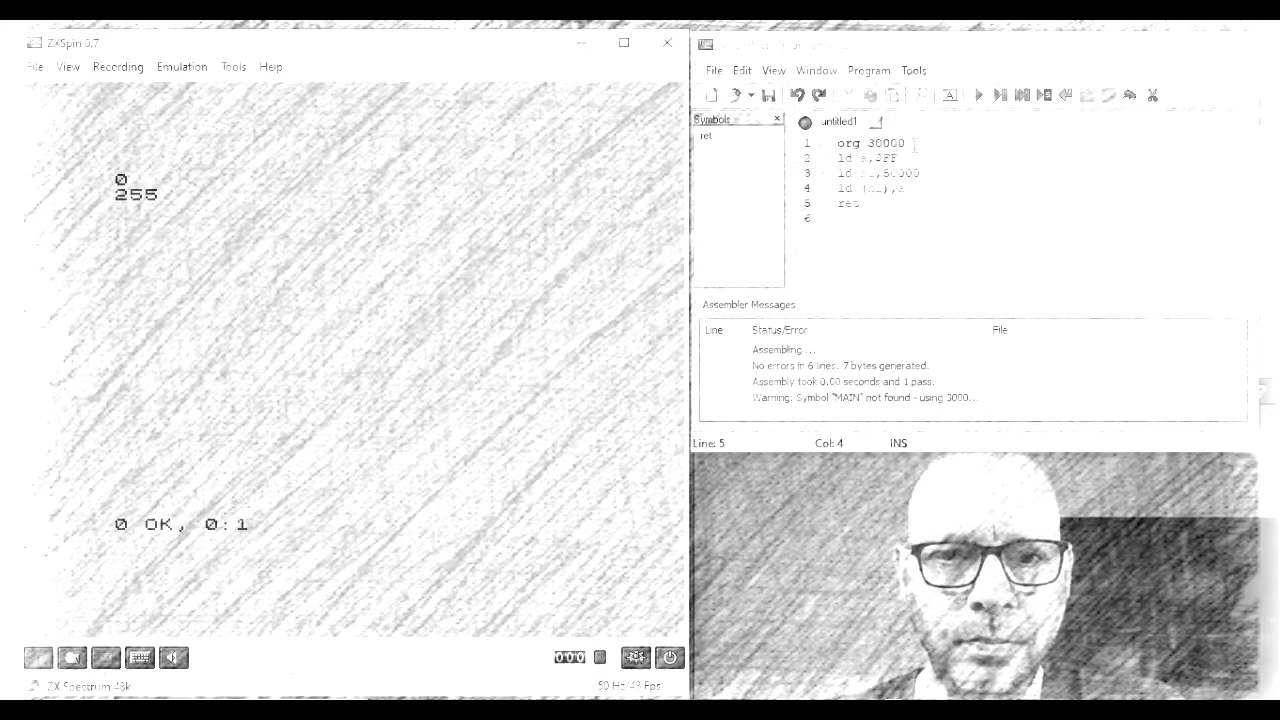 ZXSpin 0.7
File View Recording Emulation Tools Help
0
255
0 OK, 0:1
000
ZX Spectrum 48k
50 Hz/49 Fps
File Edit View Window Program Tools
Symbols
ret
untitled1
1 org 30000
2 ld a,$FF
3 ld hl,50000
4 ld (hl),a
5 ret
6
Assembler Messages
Line Status/Error File
Assembling ...
No errors in 6 lines. 7 bytes generated.
Assembly took 0.00 seconds and 1 pass.
Warning: Symbol "MAIN" not found - using 3000...
Line: 5 Col: 4 INS